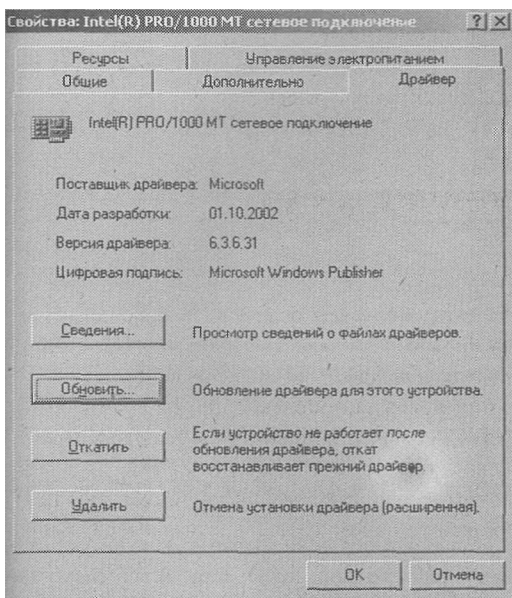 Свойства: Intel(R) PRO/1000 MT сетевое подключение
Ресурсы
Управление электропитанием
Общие
Дополнительно
Драйвер
Intel(R) PRO/1000 MT сетевое подключение
Поставщик драйвера: Microsoft
Дата разработки: 01.10.2002
Версия драйвера: 6.3.6.31
Цифровая подпись: Microsoft Windows Publisher
Сведения...
Просмотр сведений о файлах драйверов.
Обновить...
Обновление драйвера для этого устройства.
Откатить
Если устройство не работает после
обновления драйвера, откат
восстанавливает прежний драйвер.
Удалить
Отмена установки драйвера (расширенная).
OK
Отмена